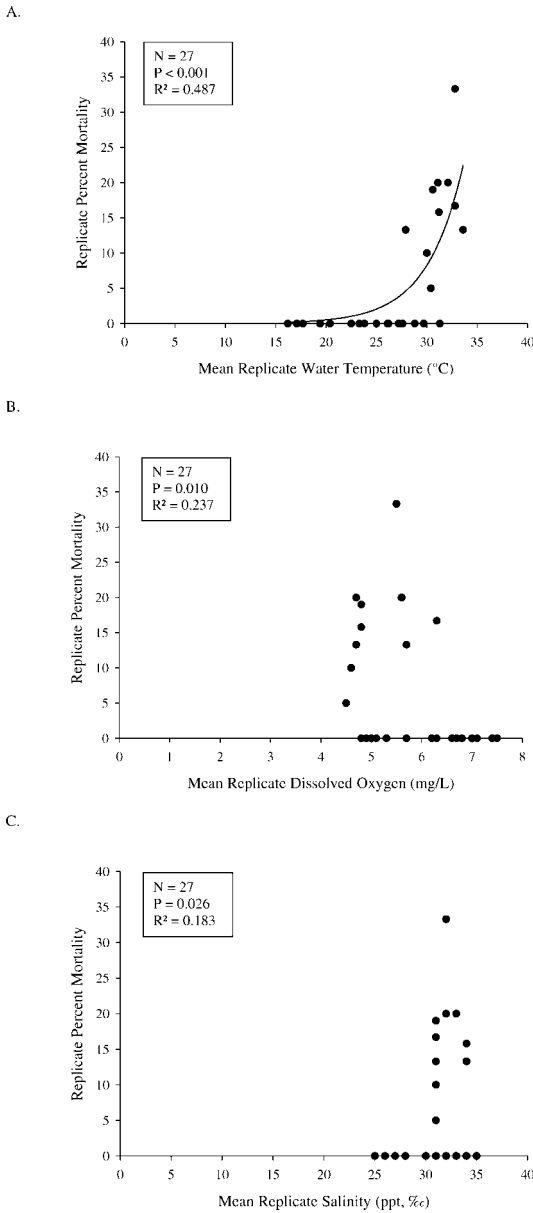 A.
N = 27
P < 0.001
R² = 0.487
Replicate Percent Mortality
40
35
30
25
20
15
10
5
0
0 5 10 15 20 25 30 35 40
Mean Replicate Water Temperature (°C)
B.
N = 27
P = 0.010
R² = 0.237
Replicate Percent Mortality
40
35
30
25
20
15
10
5
0
0 1 2 3 4 5 6 7 8
Mean Replicate Dissolved Oxygen (mg/L)
C.
N = 27
P = 0.026
R² = 0.183
Replicate Percent Mortality
40
35
30
25
20
15
10
5
0
0 5 10 15 20 25 30 35 40
Mean Replicate Salinity (ppt, ‰)